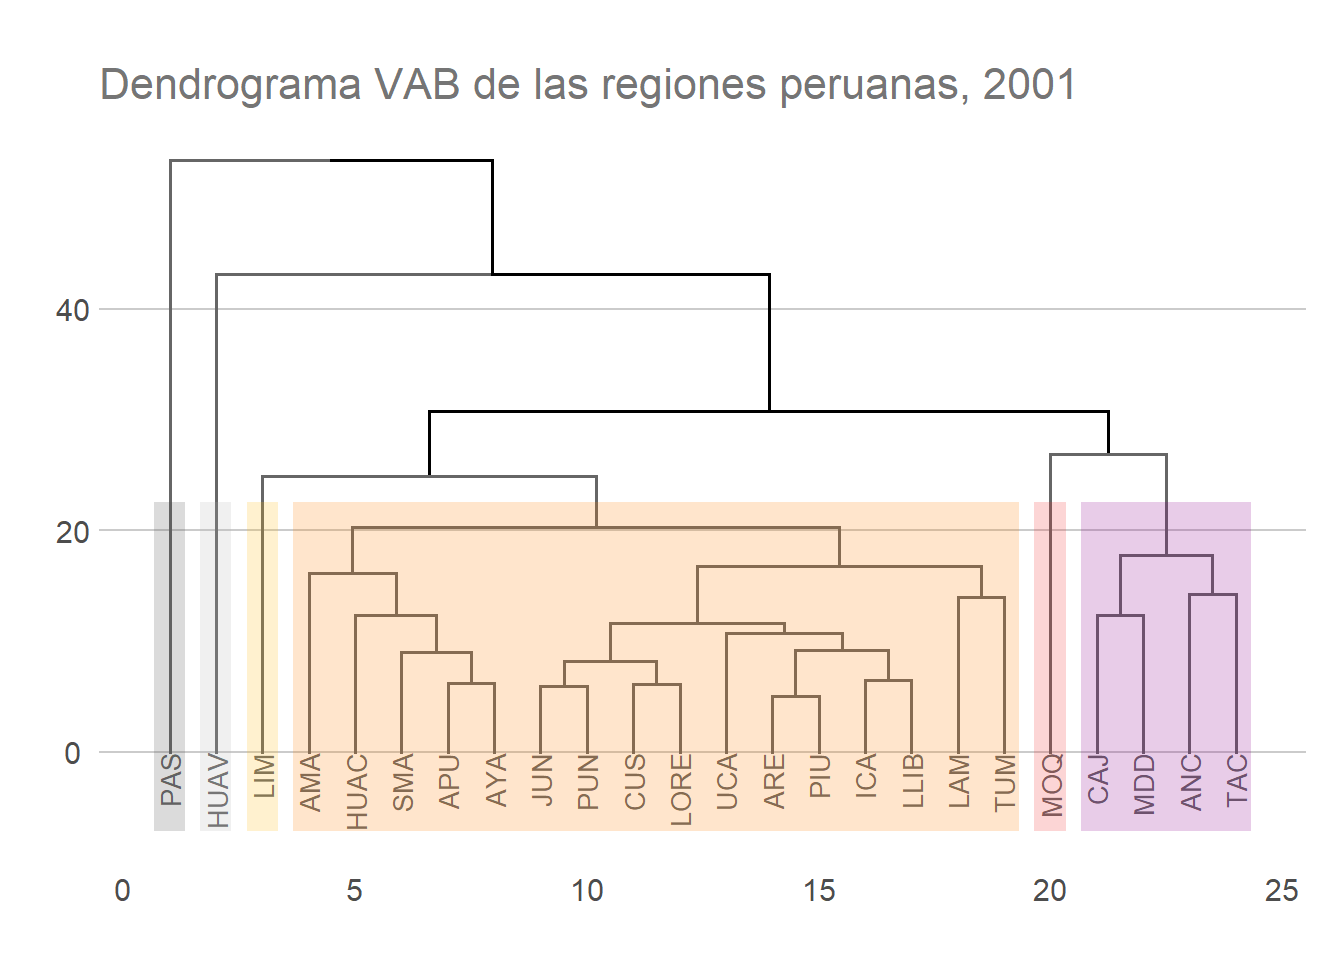 Dendrograma VAB de las regiones peruanas, 2001
40
20
0
PAS
HUAV
LIM
AMA
HUAC
SMA
APU
AYA
JUN
PUN
CUS
LORE
UCA
ARE
PIU
ICA
LLIB
LAM
TUM
MOQ
CAJ
MDD
ANC
TAC
0 5 10 15 20 25